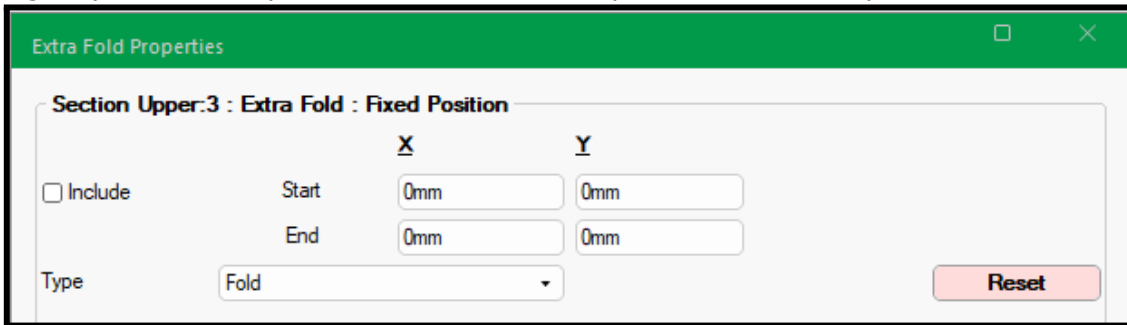 Extra Fold Properties
Section Upper:3 : Extra Fold : Fixed Position
X Y
Include Start 0mm 0mm
End 0mm 0mm
Type Fold Reset